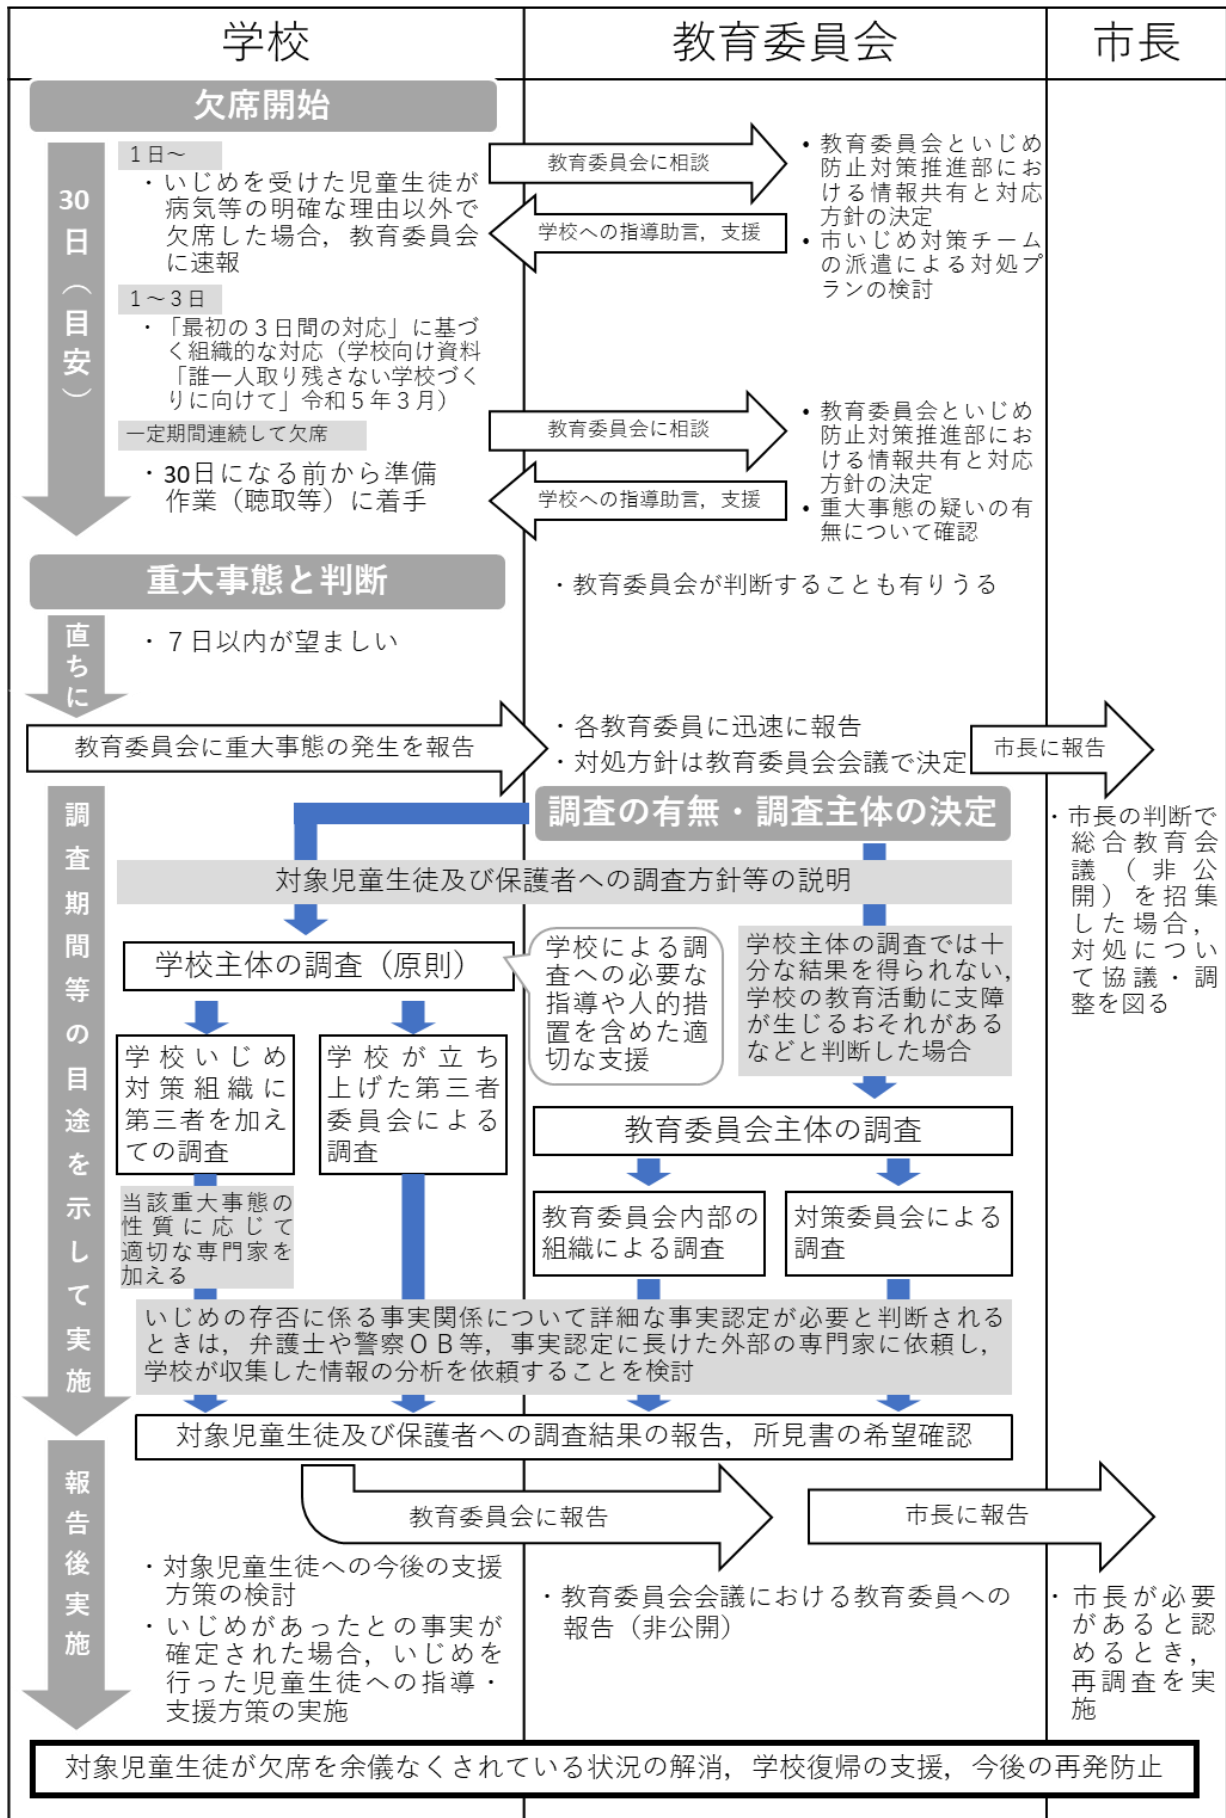 学校
教育委員会
市長
欠席開始
30日（目安）
１日～
・いじめを受けた児童生徒が
病気等の明確な理由以外で
欠席した場合，教育委員会
に速報
教育委員会に相談
学校への指導助言，支援
• 教育委員会といじめ
防止対策推進部にお
ける情報共有と対応
方針の決定
• 市いじめ対策チーム
の派遣による対処プ
ランの検討
１～３日
・「最初の３日間の対応」に基づ
く組織的な対応（学校向け資料
「誰一人取り残さない学校づく
りに向けて」令和５年３月）
一定期間連続して欠席
・30日になる前から準備
作業（聴取等）に着手
教育委員会に相談
学校への指導助言，支援
• 教育委員会といじめ
防止対策推進部にお
ける情報共有と対応
方針の決定
• 重大事態の疑いの有
無について確認
重大事態と判断
・教育委員会が判断することも有りうる
直ちに
・７日以内が望ましい
教育委員会に重大事態の発生を報告
・各教育委員に迅速に報告
・対処方針は教育委員会会議で決定
市長に報告
調査期間等の目途を示して実施
調査の有無・調査主体の決定
・市長の判断で
総合教育会
議（非公
開）を招集
した場合，
対処につい
て協議・調
整を図る
対象児童生徒及び保護者への調査方針等の説明
学校主体の調査（原則）
学校による調
査への必要な
指導や人的措
置を含めた適
切な支援
学校主体の調査では十
分な結果を得られない，
学校の教育活動に支障
が生じるおそれがある
などと判断した場合
学校いじめ
対策組織に
第三者を加え
ての調査
学校が立ち
上げた第三者
委員会による
調査
教育委員会主体の調査
当該重大事態の
性質に応じて
適切な専門家を
加える
教育委員会内部の
組織による調査
対策委員会による
調査
いじめの存否に係る事実関係について詳細な事実認定が必要と判断される
ときは，弁護士や警察ＯＢ等，事実認定に長けた外部の専門家に依頼し，
学校が収集した情報の分析を依頼することを検討
対象児童生徒及び保護者への調査結果の報告，所見書の希望確認
報告後実施
教育委員会に報告
市長に報告
・対象児童生徒への今後の支援
方策の検討
・いじめがあったとの事実が
確定された場合，いじめを
行った児童生徒への指導・
支援方策の実施
・教育委員会会議における教育委員への
報告（非公開）
・市長が必要
があると認
めるとき，
再調査を実
施
対象児童生徒が欠席を余儀なくされている状況の解消，学校復帰の支援，今後の再発防止